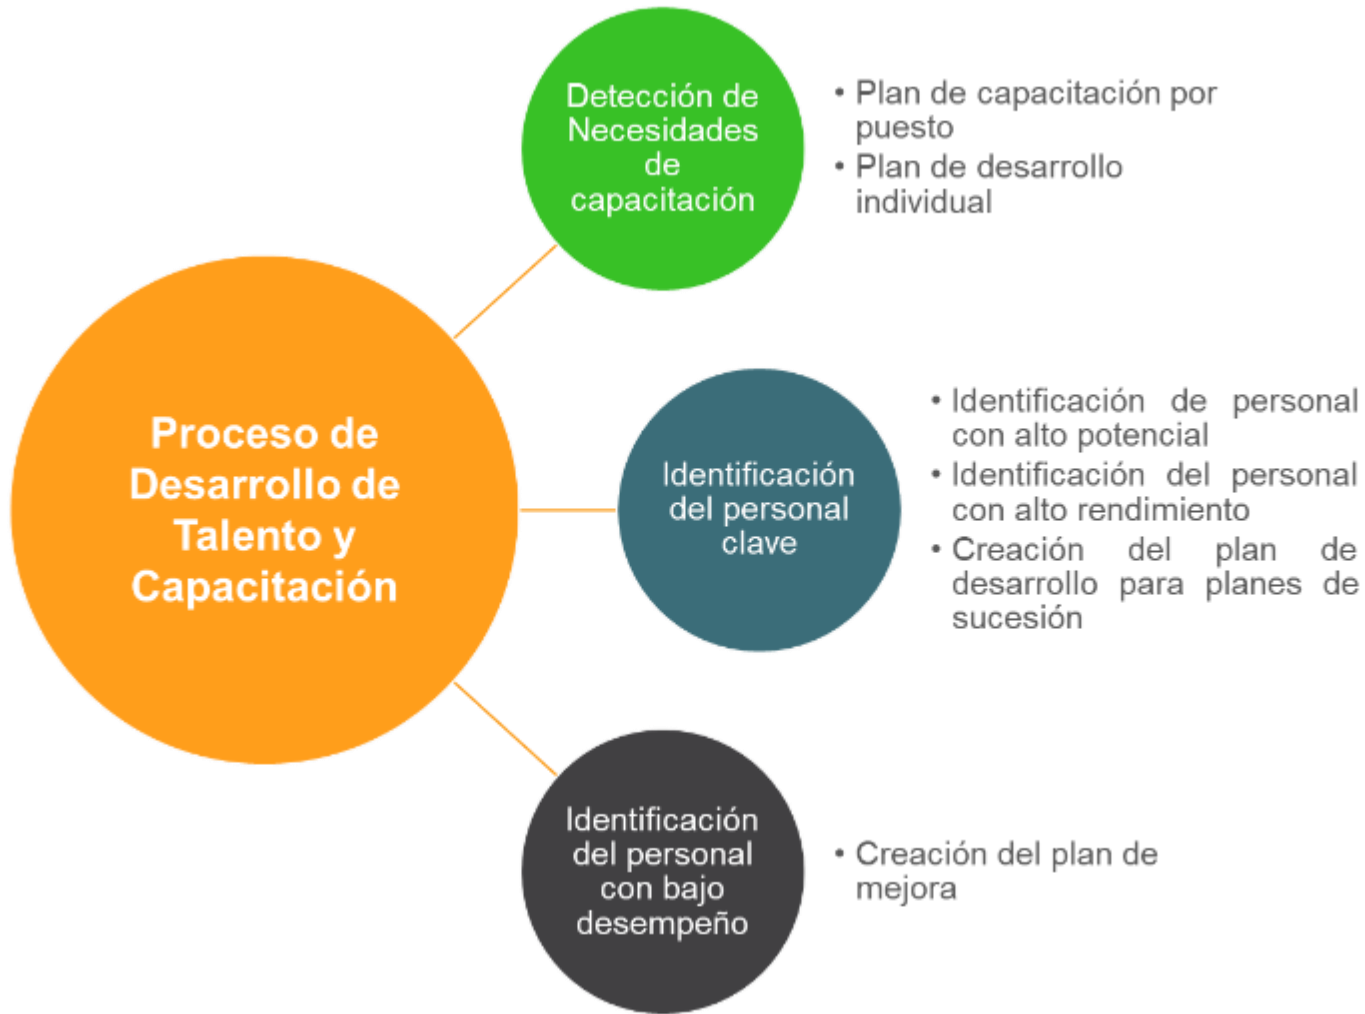 Detección de
Necesidades
de
capacitación
• Plan de capacitación por
puesto
• Plan de desarrollo
individual
Proceso de
Desarrollo de
Talento y
Capacitación
Identificación
del personal
clave
• Identificación de personal
con alto potencial
• Identificación del personal
con alto rendimiento
• Creación del plan de
desarrollo para planes de
sucesión
Identificación
del personal
con bajo
desempeño
• Creación del plan de
mejora